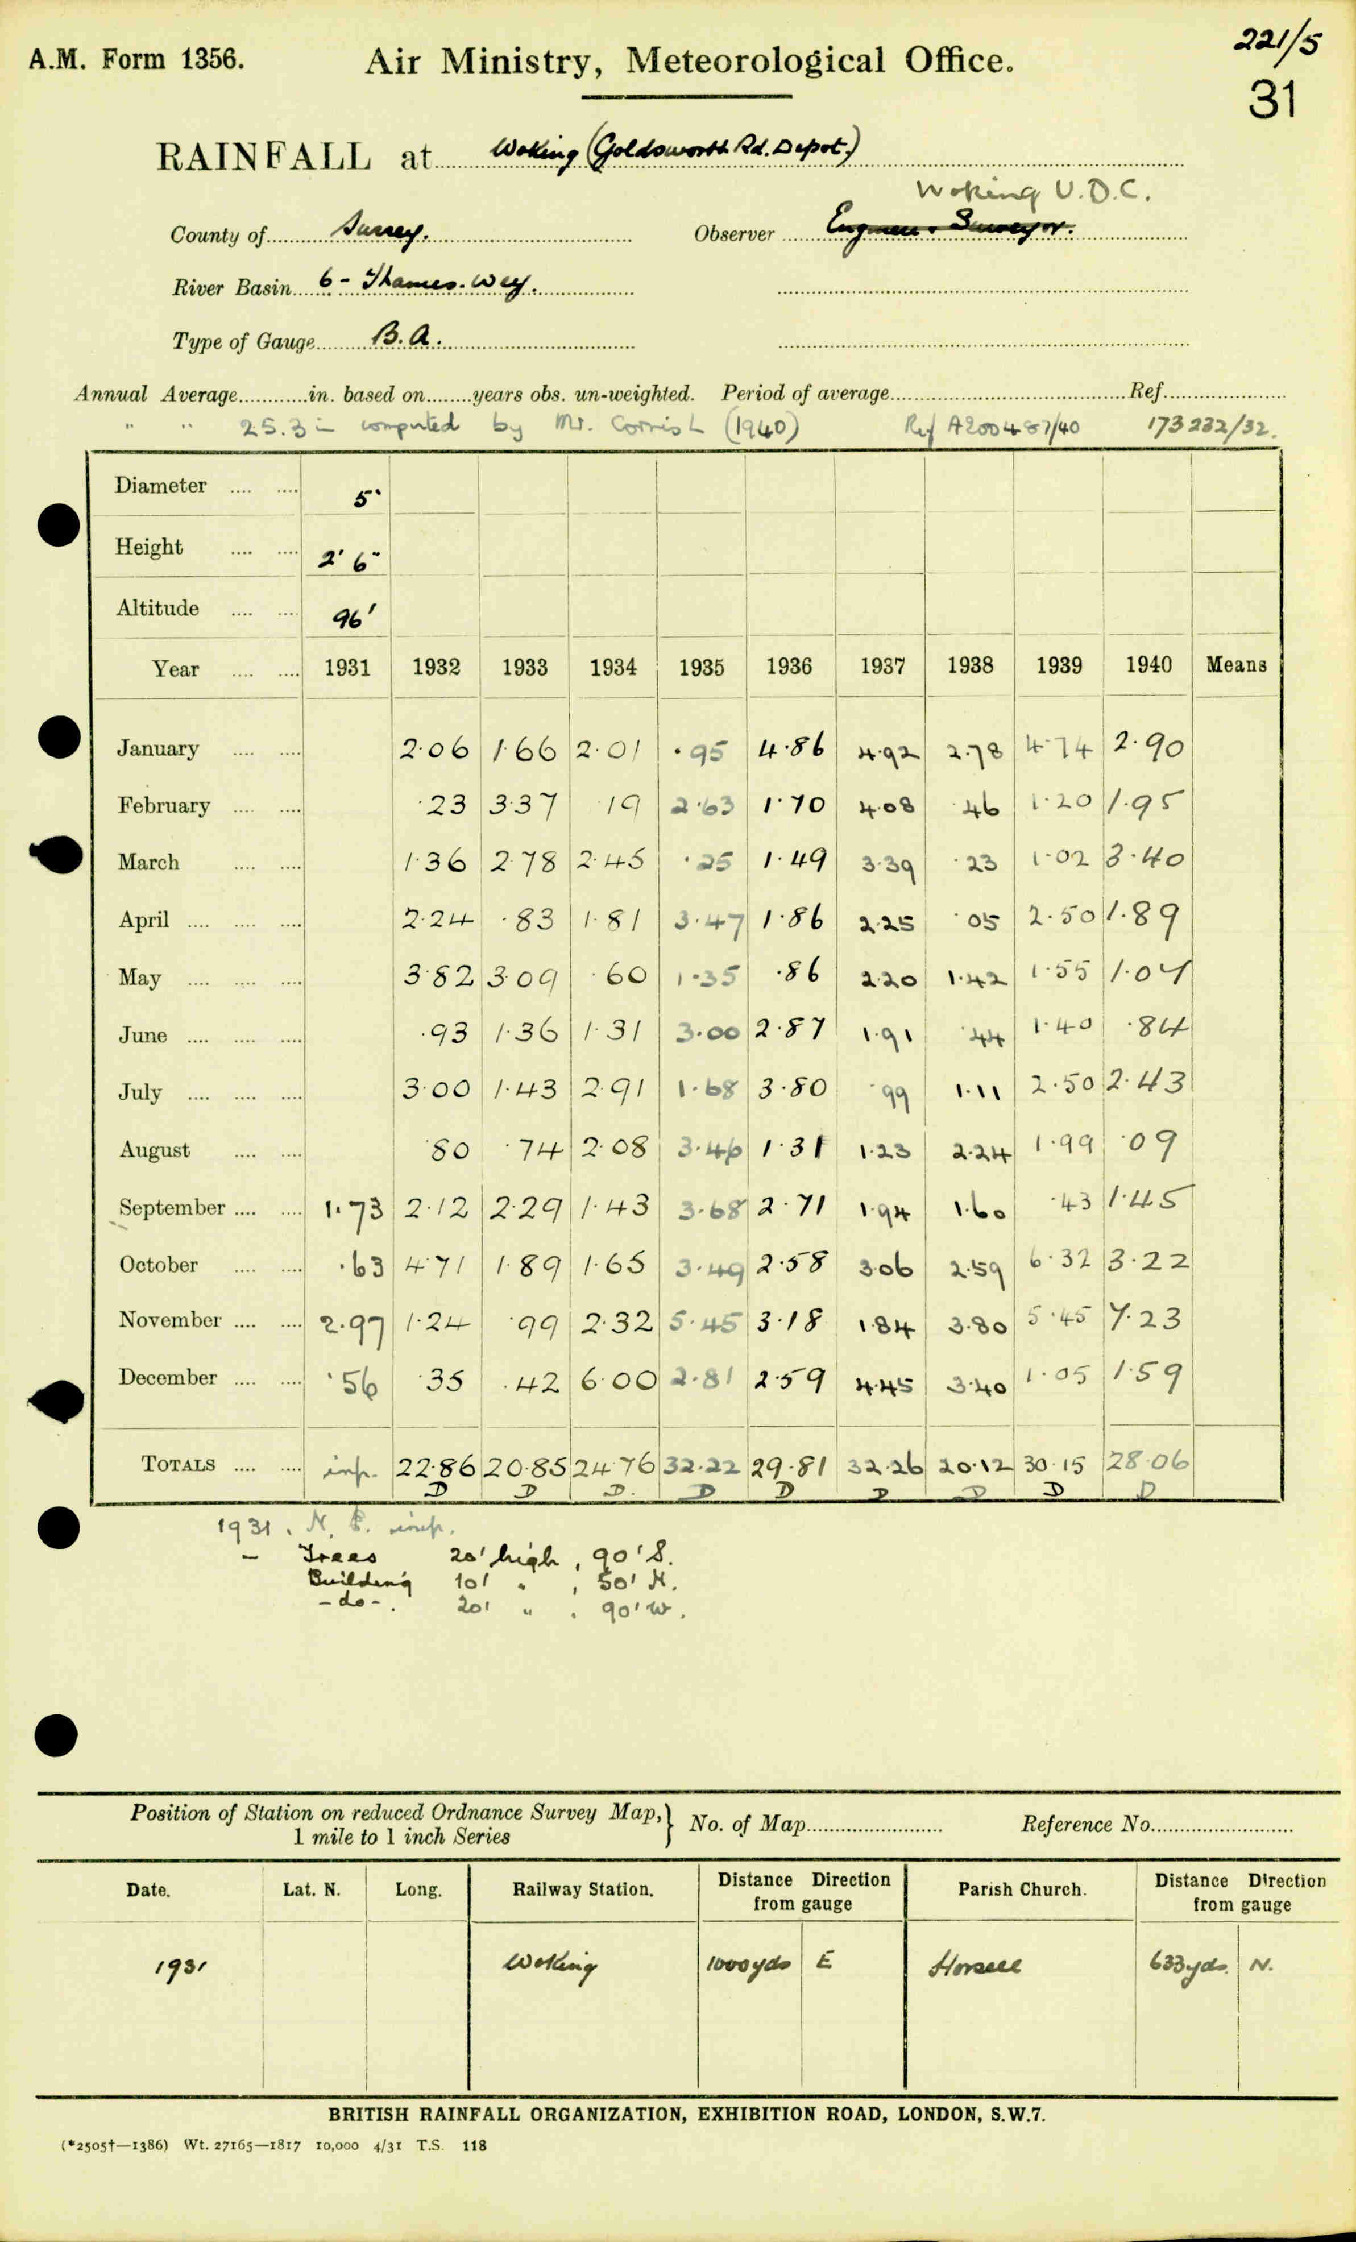 221/5
A.M. Form 1356. Air Ministry, Meteorological Office.
31
RAINFALL at Woking (Goldsworth Rd. Depot.)
Woking U.D.C.
County of Surrey. Observer Surveyor.
River Basin 6 - Thames. Wey.
Type of Gauge B.A.
Annual Average in. based on years obs. un-weighted. Period of average Ref.
" " 25.3 in computed by Mr. Cornish (1940) Ref A200487/40 173232/32.
Diameter 5"
Height 2' 6"
Altitude 96'
Year 1931 1932 1933 1934 1935 1936 1937 1938 1939 1940 Means
January 2.06 1.66 2.01 .95 4.86 4.92 2.78 4.74 2.90
February .23 3.37 .19 2.63 1.70 4.08 .46 1.20 1.95
March 1.36 2.78 2.45 .25 1.49 3.39 .23 1.02 3.40
April 2.24 .83 1.81 3.47 1.86 2.25 .05 2.50 1.89
May 3.82 3.09 .60 1.35 .86 2.20 1.42 1.55 1.07
June .93 1.36 1.31 3.00 2.87 1.91 .44 1.40 .84
July 3.00 1.43 2.91 1.68 3.80 .99 1.11 2.50 2.43
August .80 .74 2.08 3.46 1.31 1.23 2.24 1.99 .09
September 1.73 2.12 2.29 1.43 3.68 2.71 1.94 1.60 .43 1.45
October .63 4.71 1.89 1.65 3.49 2.58 3.06 2.59 6.32 3.22
November 2.97 1.24 .99 2.32 5.45 3.18 1.84 3.80 5.45 7.23
December .56 .35 .42 6.00 2.81 2.59 4.45 3.40 1.05 1.59
TOTALS inp. 22.86 20.85 24.76 32.22 29.81 32.26 20.12 30.15 28.06
D D D. D D D D D D
1931. N. P. inp.
- Trees 20' high, 90' S.
Building 10' " , 50' N.
- do -. 20' " , 90' W.
Position of Station on reduced Ordnance Survey Map,} No. of Map Reference No.
1 mile to 1 inch Series
Date. Lat. N. Long. Railway Station. Distance Direction from gauge Parish Church. Distance Direction from gauge
1931 Woking 1000yds E Horsell 633yds. N.
BRITISH RAINFALL ORGANIZATION, EXHIBITION ROAD, LONDON, S.W.7.
(*2505†—1386) Wt. 27165—1817 10,000 4/31 T.S. 118